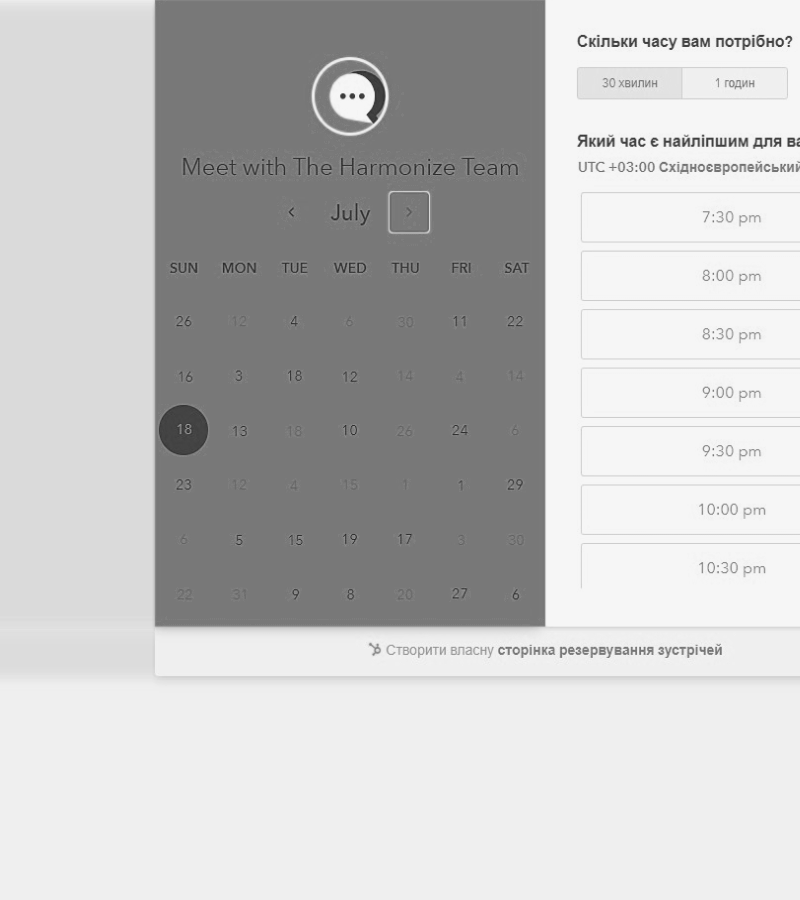 Meet with The Harmonize Team
July
SUN MON TUE WED THU FRI SAT
26 12 4 6 30 11 22
16 3 18 12 14 4 14
18 13 18 10 26 24 6
23 12 4 15 1 1 29
6 5 15 19 17 3 30
22 31 9 8 20 27 6
Скільки часу вам потрібно?
30 хвилин 1 годин
Який час є найліпшим для ва
UTC +03:00 Східноєвропейський
7:30 pm
8:00 pm
8:30 pm
9:00 pm
9:30 pm
10:00 pm
10:30 pm
Створити власну сторінка резервування зустрічей